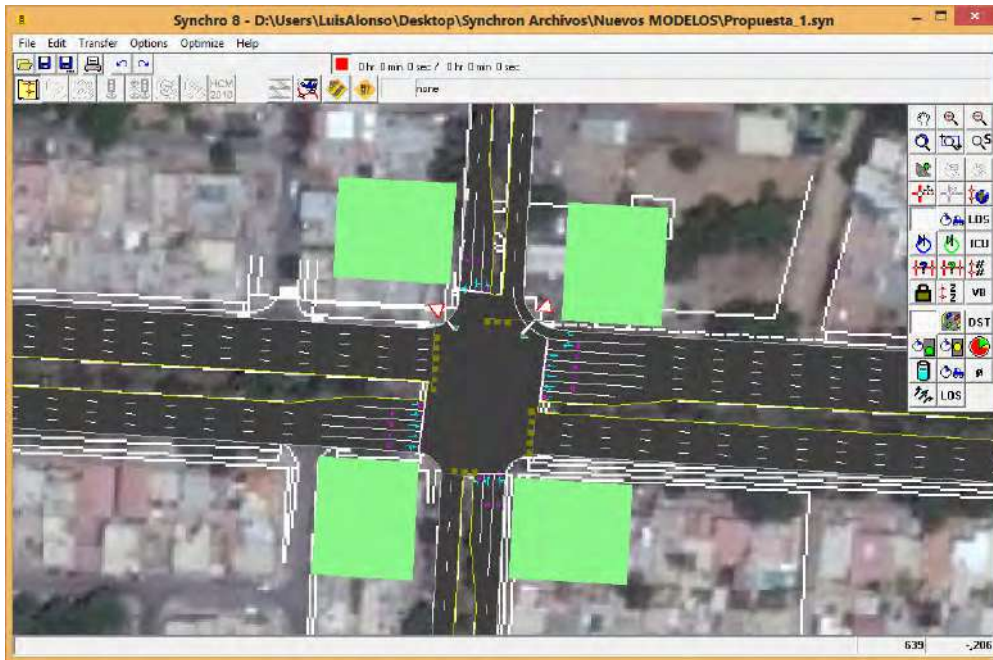 Synchro 8 - D:\Users\LuisAlonso\Desktop\Synchron Archivos\Nuevos MODELOS\Propuesta_1.syn
File Edit Transfer Options Optimize Help
0 hr 0 min 0 sec / 0 hr 0 min 0 sec
HCM
2010
none
S
LOS
ICU
VB
DST
ø
LOS
639 -,206